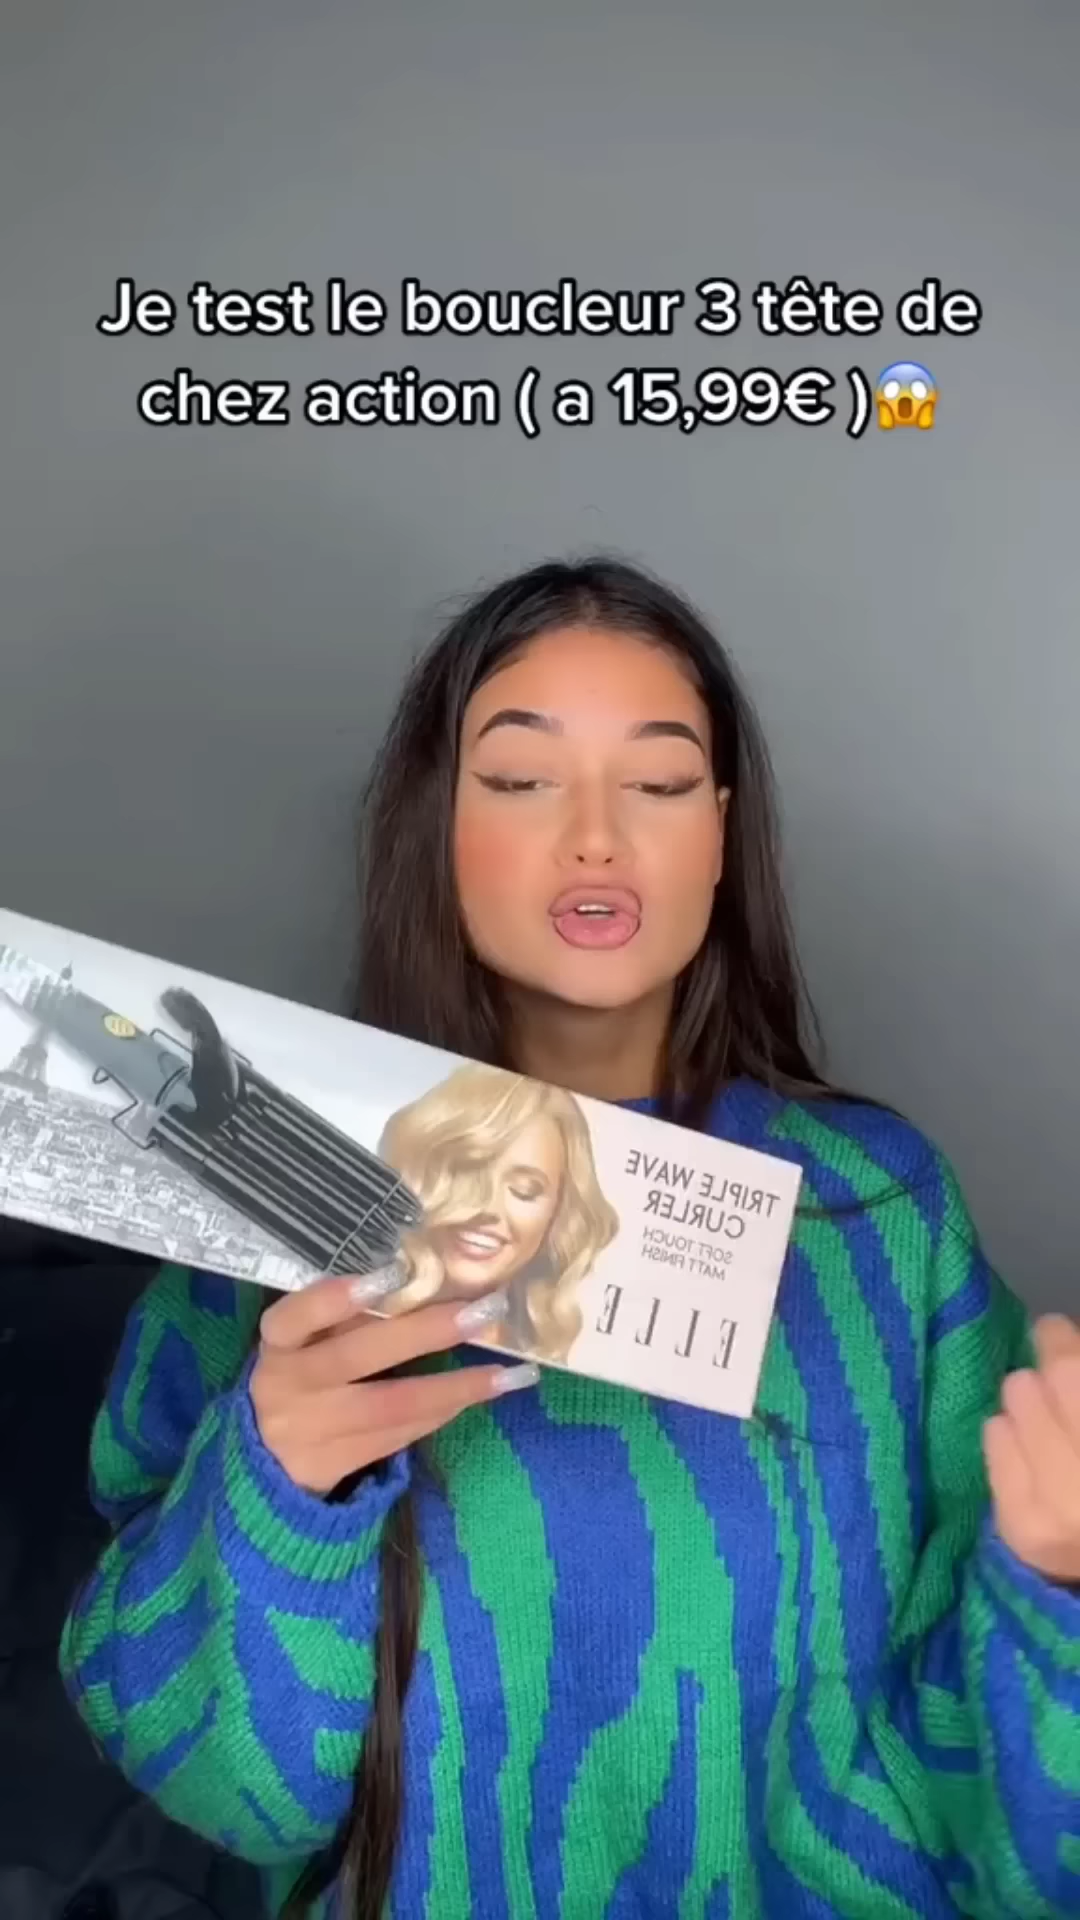 Je test le boucleur 3 tête de
chez action ( a 15,99€ )😱
TRIPLE WAVE
CURLER
SOFT TOUCH
MATT FINISH
ELLE